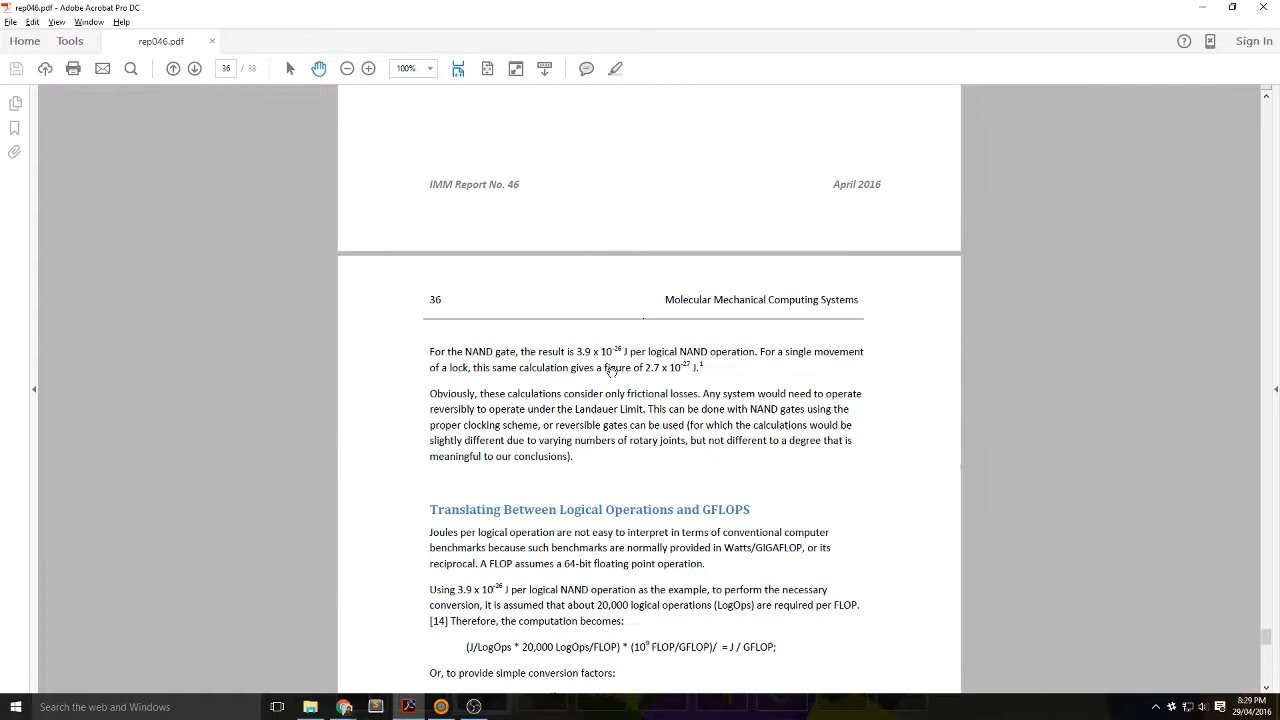 rep046.pdf - Adobe Acrobat Pro DC
File Edit View Window Help
Home Tools rep046.pdf × Sign In
36 / 38 100%
IMM Report No. 46 April 2016
36 Molecular Mechanical Computing Systems
For the NAND gate, the result is 3.9 x 10⁻²⁶ J per logical NAND operation. For a single movement
of a lock, this same calculation gives a figure of 2.7 x 10⁻²⁷ J.¹
Obviously, these calculations consider only frictional losses. Any system would need to operate
reversibly to operate under the Landauer Limit. This can be done with NAND gates using the
proper clocking scheme, or reversible gates can be used (for which the calculations would be
slightly different due to varying numbers of rotary joints, but not different to a degree that is
meaningful to our conclusions).
Translating Between Logical Operations and GFLOPS
Joules per logical operation are not easy to interpret in terms of conventional computer
benchmarks because such benchmarks are normally provided in Watts/GIGAFLOP, or its
reciprocal. A FLOP assumes a 64-bit floating point operation.
Using 3.9 x 10⁻²⁶ J per logical NAND operation as the example, to perform the necessary
conversion, it is assumed that about 20,000 logical operations (LogOps) are required per FLOP.
[14] Therefore, the computation becomes:
(J/LogOps * 20,000 LogOps/FLOP) * (10⁹ FLOP/GFLOP)/ = J / GFLOP;
Or, to provide simple conversion factors:
Search the web and Windows
8:29 PM
29/04/2016